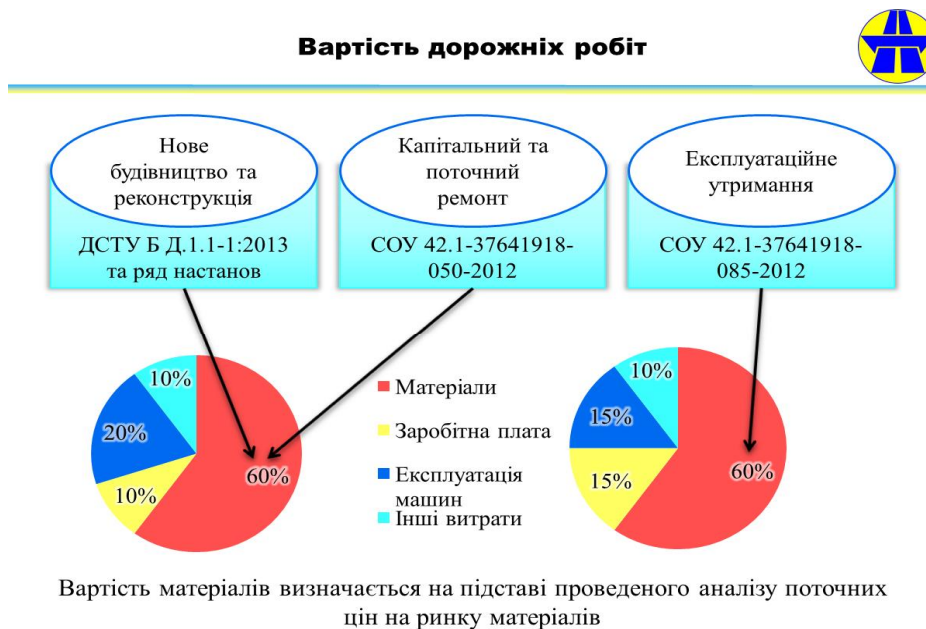 Вартість дорожніх робіт
Нове
будівництво та
реконструкція
ДСТУ Б Д.1.1-1:2013
та ряд настанов
Капітальний та
поточний
ремонт
СОУ 42.1-37641918-
050-2012
Експлуатаційне
утримання
СОУ 42.1-37641918-
085-2012
10%
20%
10%
60%
Матеріали
Заробітна плата
Експлуатація
машин
Інші витрати
10%
15%
15%
60%
Вартість матеріалів визначається на підставі проведеного аналізу поточних
цін на ринку матеріалів